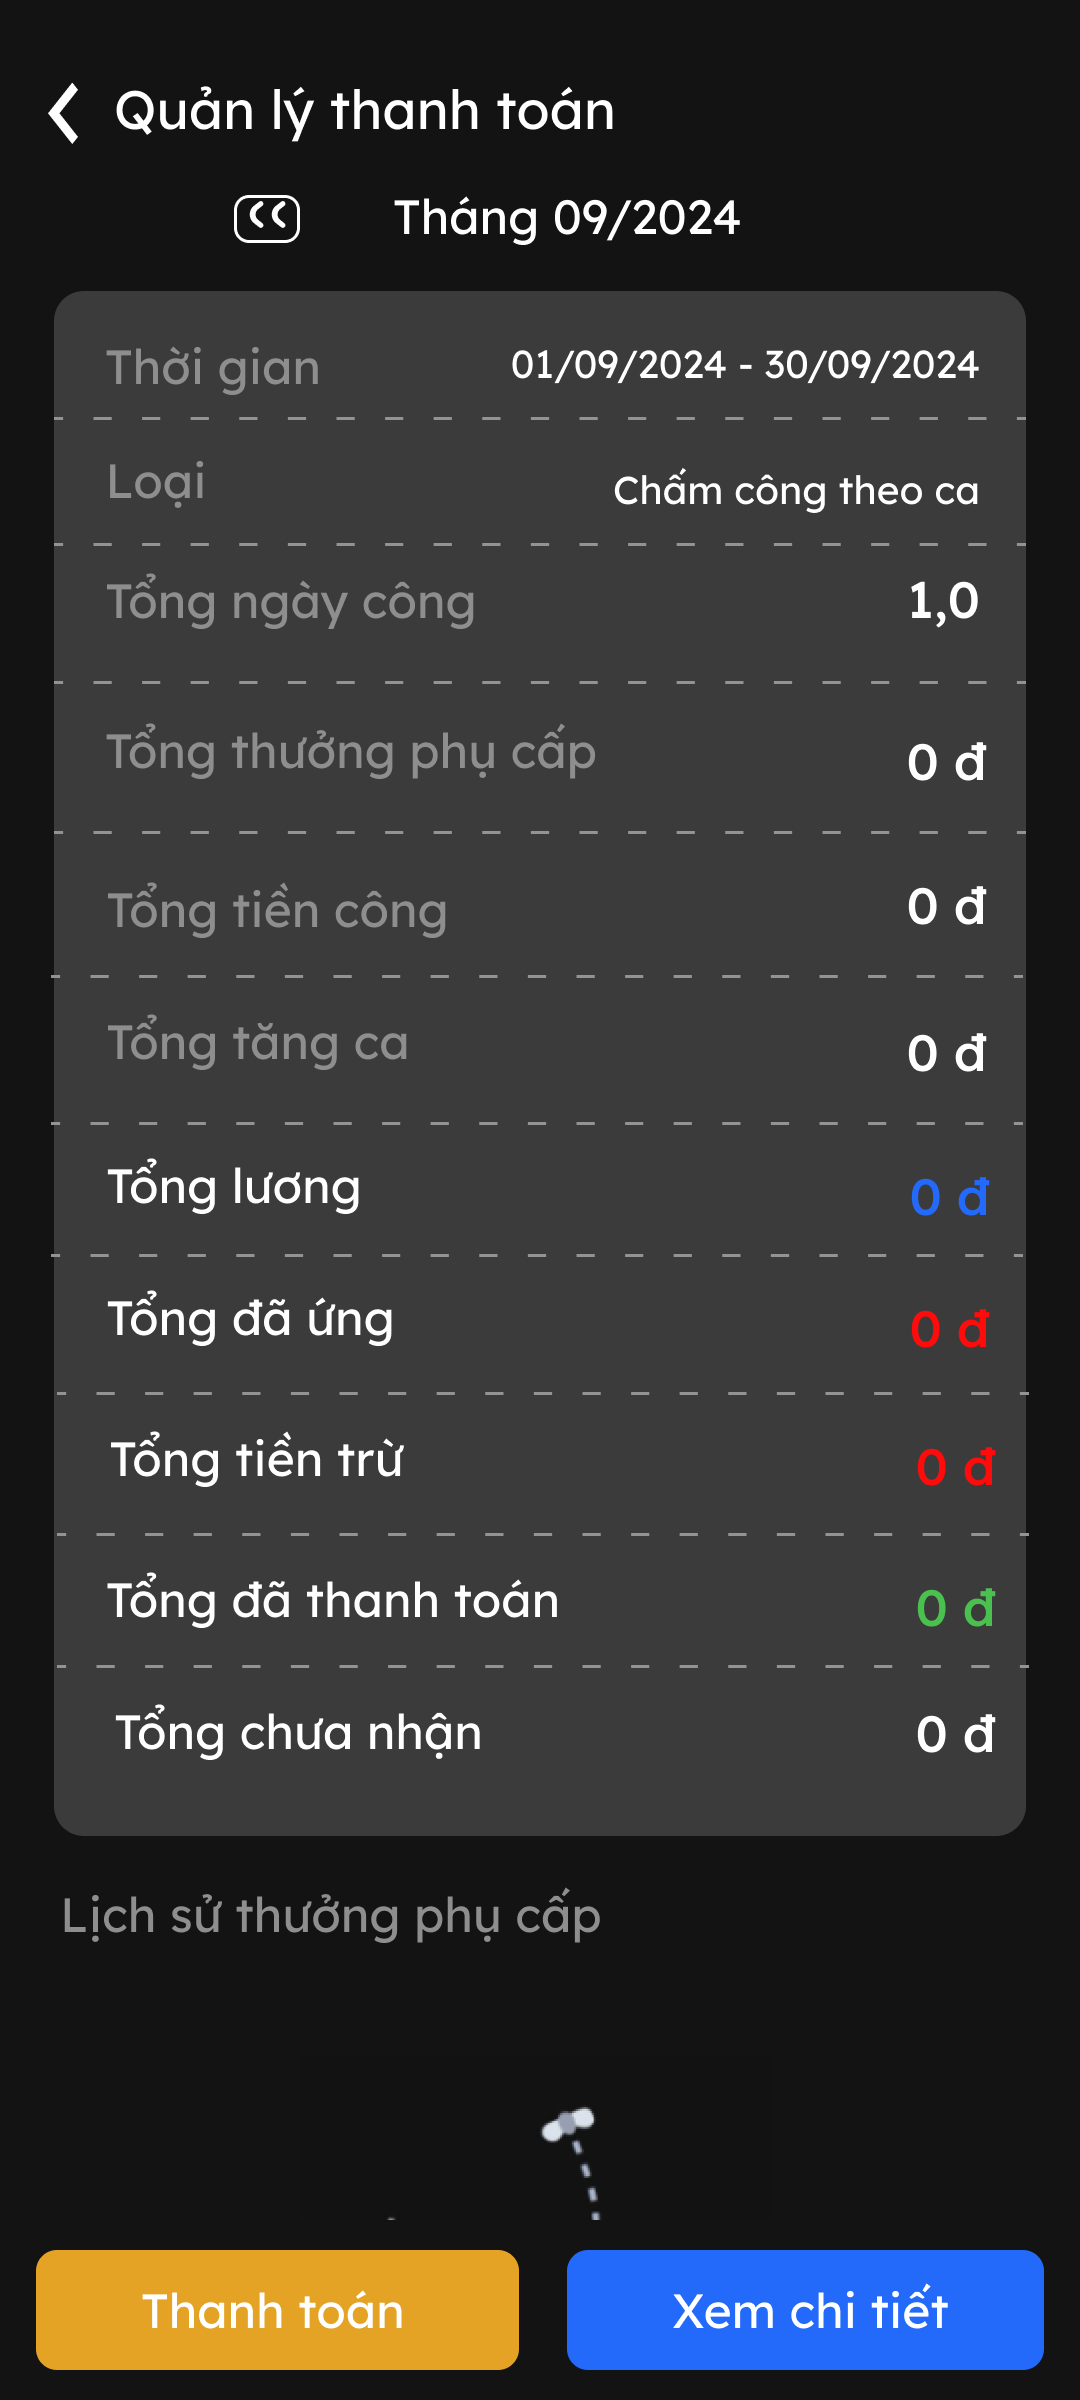 Quản lý thanh toán
Tháng 09/2024
Thời gian 01/09/2024 - 30/09/2024
Loại Chấm công theo ca
Tổng ngày công 1,0
Tổng thưởng phụ cấp 0 đ
Tổng tiền công 0 đ
Tổng tăng ca 0 đ
Tổng lương 0 đ
Tổng đã ứng 0 đ
Tổng tiền trừ 0 đ
Tổng đã thanh toán 0 đ
Tổng chưa nhận 0 đ
Lịch sử thưởng phụ cấp
Thanh toán Xem chi tiết